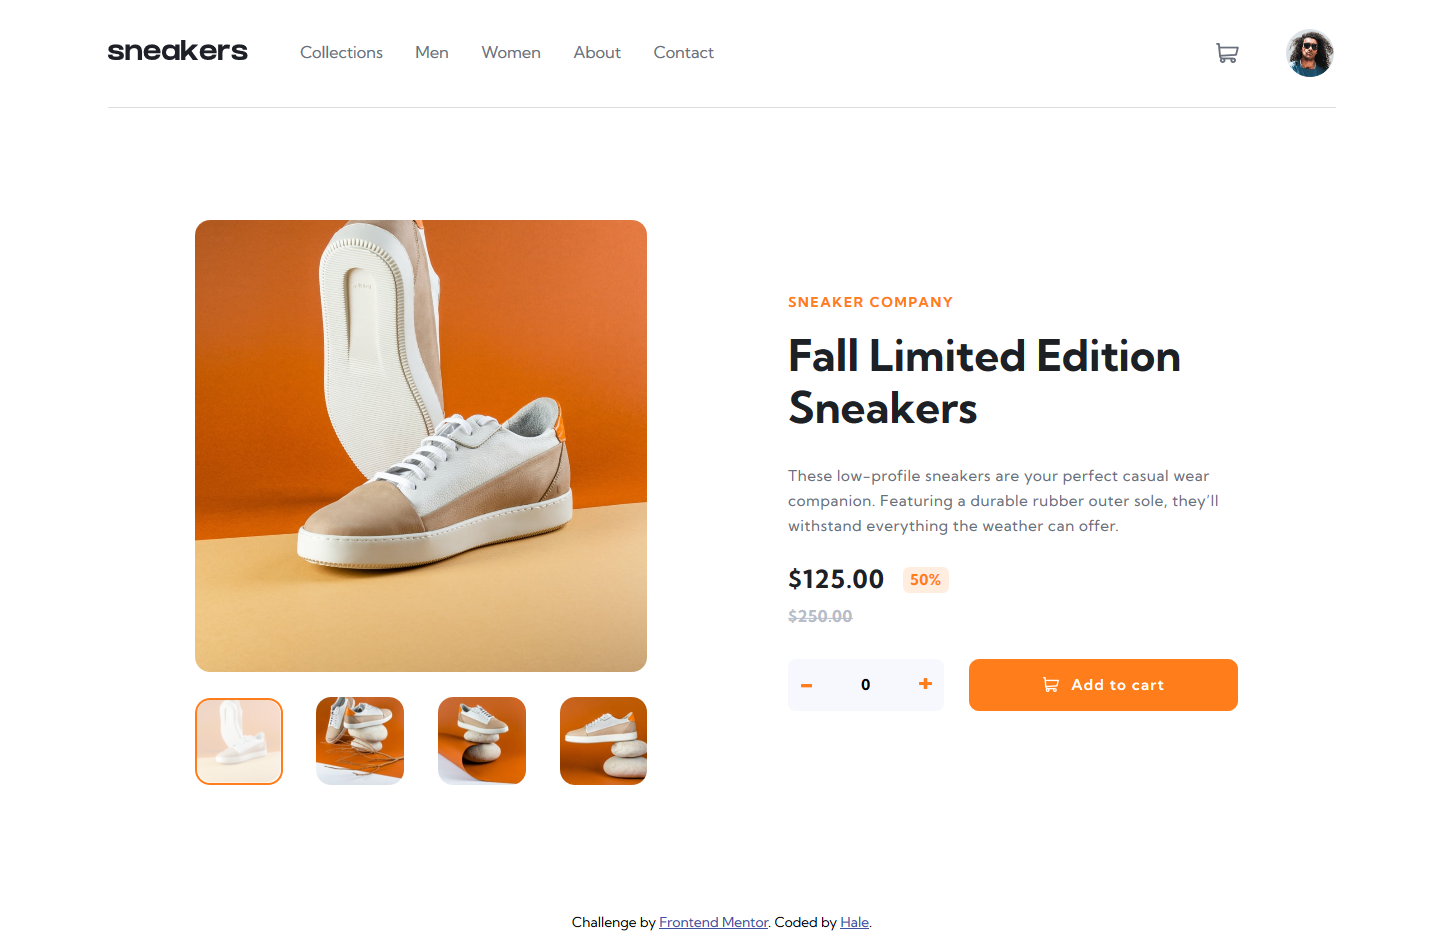 sneakers Collections Men Women About Contact
SNEAKER COMPANY
Fall Limited Edition
Sneakers
These low-profile sneakers are your perfect casual wear
companion. Featuring a durable rubber outer sole, they’ll
withstand everything the weather can offer.
$125.00 50%
$250.00
- 0 + Add to cart
Challenge by Frontend Mentor. Coded by Hale.